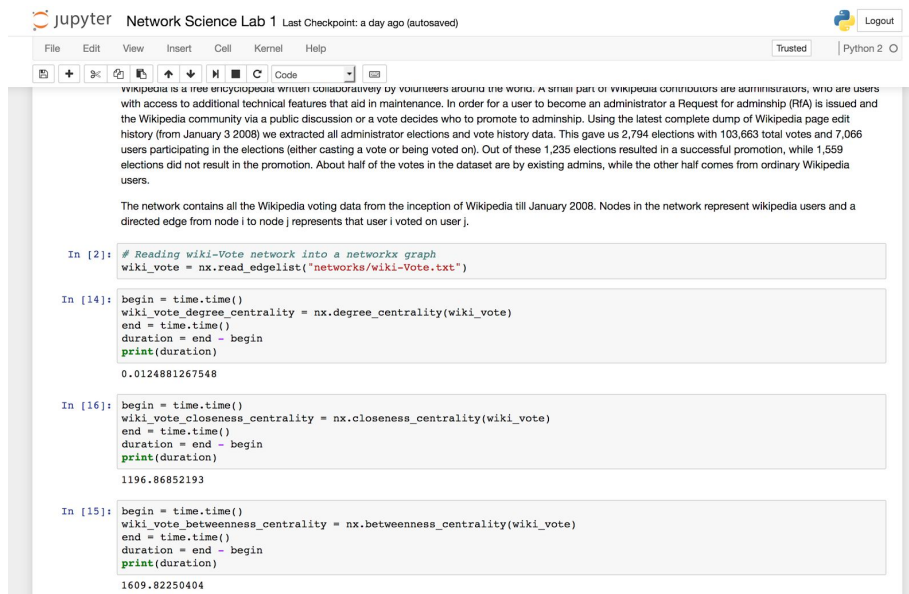 jupyter Network Science Lab 1 Last Checkpoint: a day ago (autosaved)
Logout
File Edit View Insert Cell Kernel Help
Trusted Python 2
Code
Wikipedia is a free encyclopedia written collaboratively by volunteers around the world. A small part of Wikipedia contributors are administrators, who are users
with access to additional technical features that aid in maintenance. In order for a user to become an administrator a Request for adminship (RfA) is issued and
the Wikipedia community via a public discussion or a vote decides who to promote to adminship. Using the latest complete dump of Wikipedia page edit
history (from January 3 2008) we extracted all administrator elections and vote history data. This gave us 2,794 elections with 103,663 total votes and 7,066
users participating in the elections (either casting a vote or being voted on). Out of these 1,235 elections resulted in a successful promotion, while 1,559
elections did not result in the promotion. About half of the votes in the dataset are by existing admins, while the other half comes from ordinary Wikipedia
users.
The network contains all the Wikipedia voting data from the inception of Wikipedia till January 2008. Nodes in the network represent wikipedia users and a
directed edge from node i to node j represents that user i voted on user j.
In [2]: # Reading wiki-Vote network into a networkx graph
wiki_vote = nx.read_edgelist("networks/wiki-Vote.txt")
In [14]: begin = time.time()
wiki_vote_degree_centrality = nx.degree_centrality(wiki_vote)
end = time.time()
duration = end - begin
print(duration)
0.0124881267548
In [16]: begin = time.time()
wiki_vote_closeness_centrality = nx.closeness_centrality(wiki_vote)
end = time.time()
duration = end - begin
print(duration)
1196.86852193
In [15]: begin = time.time()
wiki_vote_betweenness_centrality = nx.betweenness_centrality(wiki_vote)
end = time.time()
duration = end - begin
print(duration)
1609.82250404